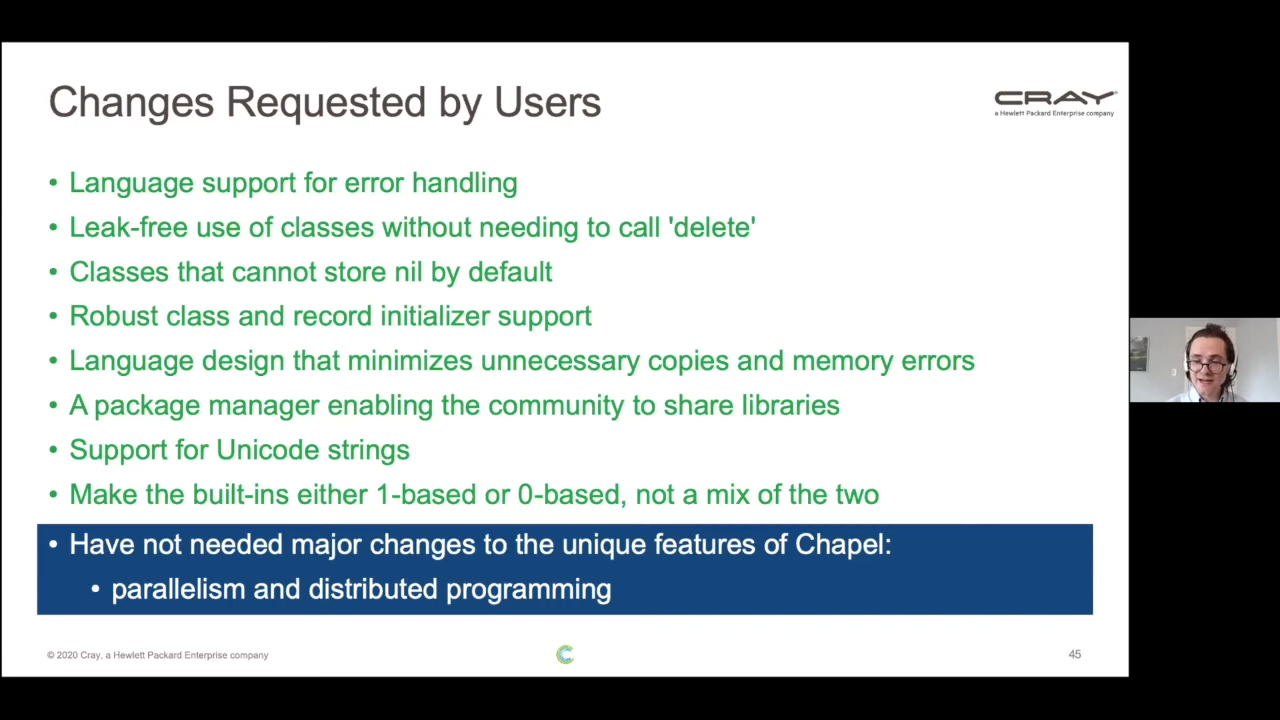 Changes Requested by Users
CRAY
a Hewlett Packard Enterprise company
• Language support for error handling
• Leak-free use of classes without needing to call 'delete'
• Classes that cannot store nil by default
• Robust class and record initializer support
• Language design that minimizes unnecessary copies and memory errors
• A package manager enabling the community to share libraries
• Support for Unicode strings
• Make the built-ins either 1-based or 0-based, not a mix of the two
• Have not needed major changes to the unique features of Chapel:
• parallelism and distributed programming
© 2020 Cray, a Hewlett Packard Enterprise company
45